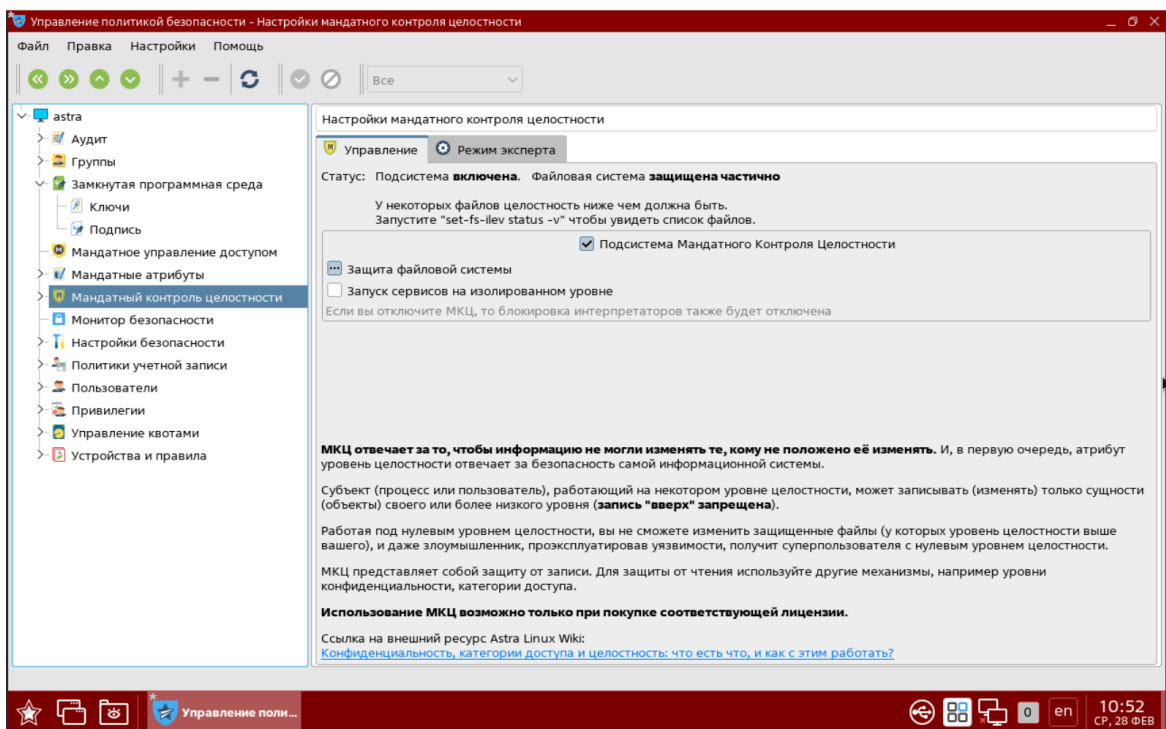 Управление политикой безопасности – Настройки мандатного контроля целостности
Файл Правка Настройки Помощь
Все
astra
Аудит
Группы
Замкнутая программная среда
Ключи
Подпись
Мандатное управление доступом
Мандатные атрибуты
Мандатный контроль целостности
Монитор безопасности
Настройки безопасности
Политики учетной записи
Пользователи
Привилегии
Управление квотами
Устройства и правила
Настройки мандатного контроля целостности
Управление Режим эксперта
Статус: Подсистема включена. Файловая система защищена частично
У некоторых файлов целостность ниже чем должна быть.
Запустите "set-fs-ilev status -v" чтобы увидеть список файлов.
Подсистема Мандатного Контроля Целостности
Защита файловой системы
Запуск сервисов на изолированном уровне
Если вы отключите МКЦ, то блокировка интерпретаторов также будет отключена
МКЦ отвечает за то, чтобы информацию не могли изменять те, кому не положено её изменять. И, в первую очередь, атрибут
уровень целостности отвечает за безопасность самой информационной системы.
Субъект (процесс или пользователь), работающий на некотором уровне целостности, может записывать (изменять) только сущности
(объекты) своего или более низкого уровня (запись "вверх" запрещена).
Работая под нулевым уровнем целостности, вы не сможете изменить защищенные файлы (у которых уровень целостности выше
вашего), и даже злоумышленник, проэксплуатировав уязвимости, получит суперпользователя с нулевым уровнем целостности.
МКЦ представляет собой защиту от записи. Для защиты от чтения используйте другие механизмы, например уровни
конфиденциальности, категории доступа.
Использование МКЦ возможно только при покупке соответствующей лицензии.
Ссылка на внешний ресурс Astra Linux Wiki:
Конфиденциальность, категории доступа и целостность: что есть что, и как с этим работать?
Управление поли...
0 en 10:52
СР, 28 ФЕВ